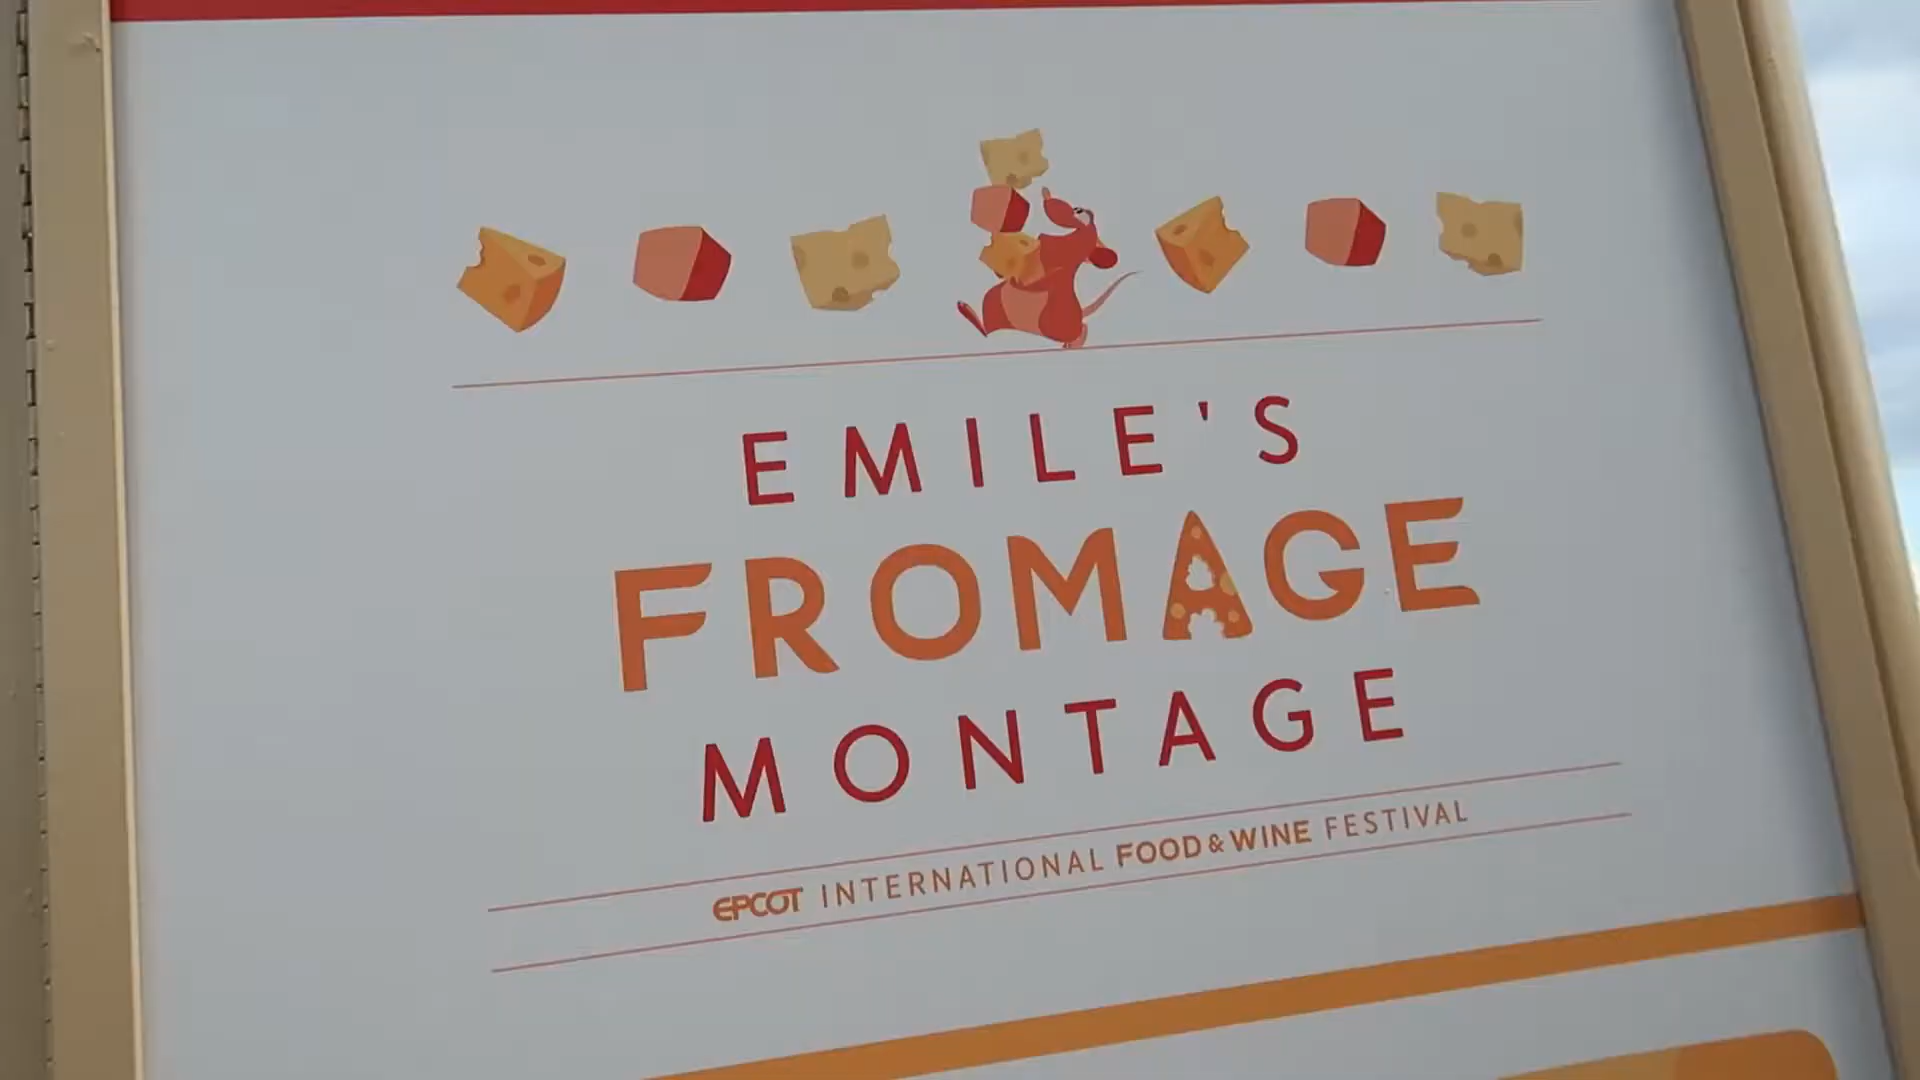 EMILE'S
FROMAGE
MONTAGE
EPCOT INTERNATIONAL FOOD & WINE FESTIVAL